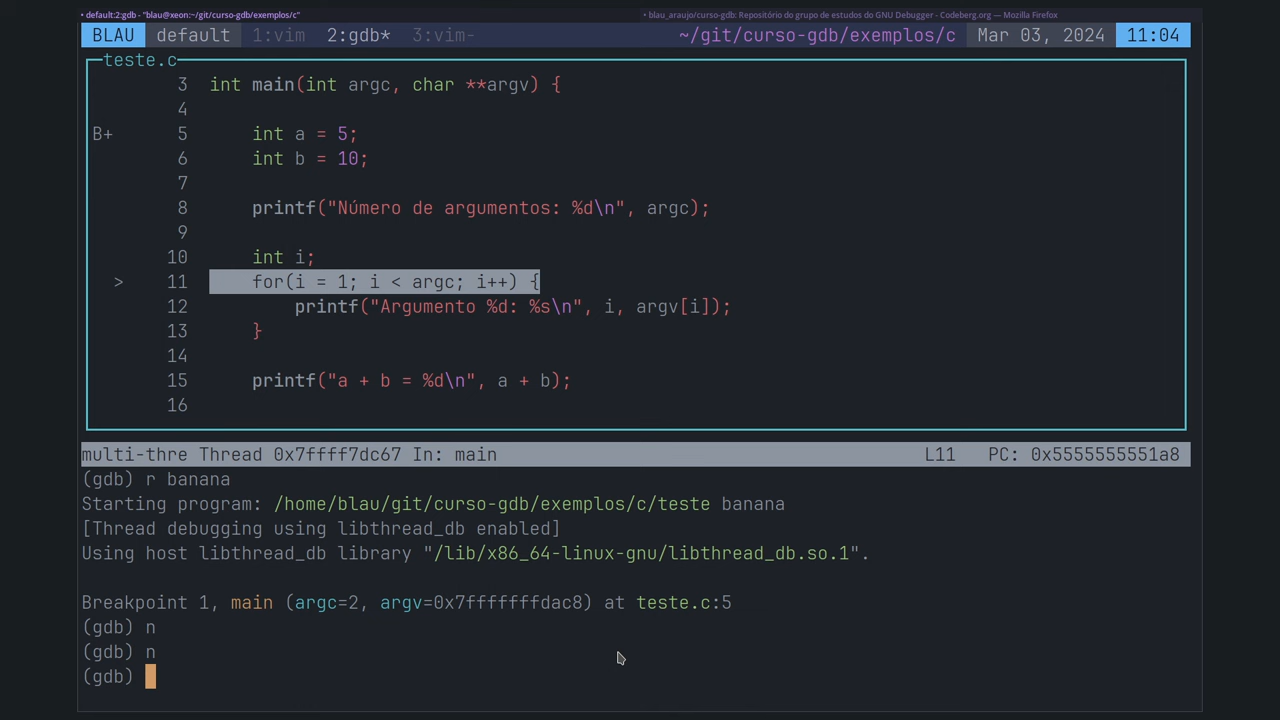 • default:2:gdb - "blau@xeon:~/git/curso-gdb/exemplos/c"
• blau_araujo/curso-gdb: Repositório do grupo de estudos do GNU Debugger - Codeberg.org — Mozilla Firefox
BLAU default 1:vim 2:gdb* 3:vim- ~/git/curso-gdb/exemplos/c Mar 03, 2024 11:04
teste.c
3 int main(int argc, char **argv) {
4
B+ 5 int a = 5;
6 int b = 10;
7
8 printf("Número de argumentos: %d\n", argc);
9
10 int i;
> 11 for(i = 1; i < argc; i++) {
12 printf("Argumento %d: %s\n", i, argv[i]);
13 }
14
15 printf("a + b = %d\n", a + b);
16
multi-thre Thread 0x7ffff7dc67 In: main L11 PC: 0x5555555551a8
(gdb) r banana
Starting program: /home/blau/git/curso-gdb/exemplos/c/teste banana
[Thread debugging using libthread_db enabled]
Using host libthread_db library "/lib/x86_64-linux-gnu/libthread_db.so.1".
Breakpoint 1, main (argc=2, argv=0x7fffffffdac8) at teste.c:5
(gdb) n
(gdb) n
(gdb)